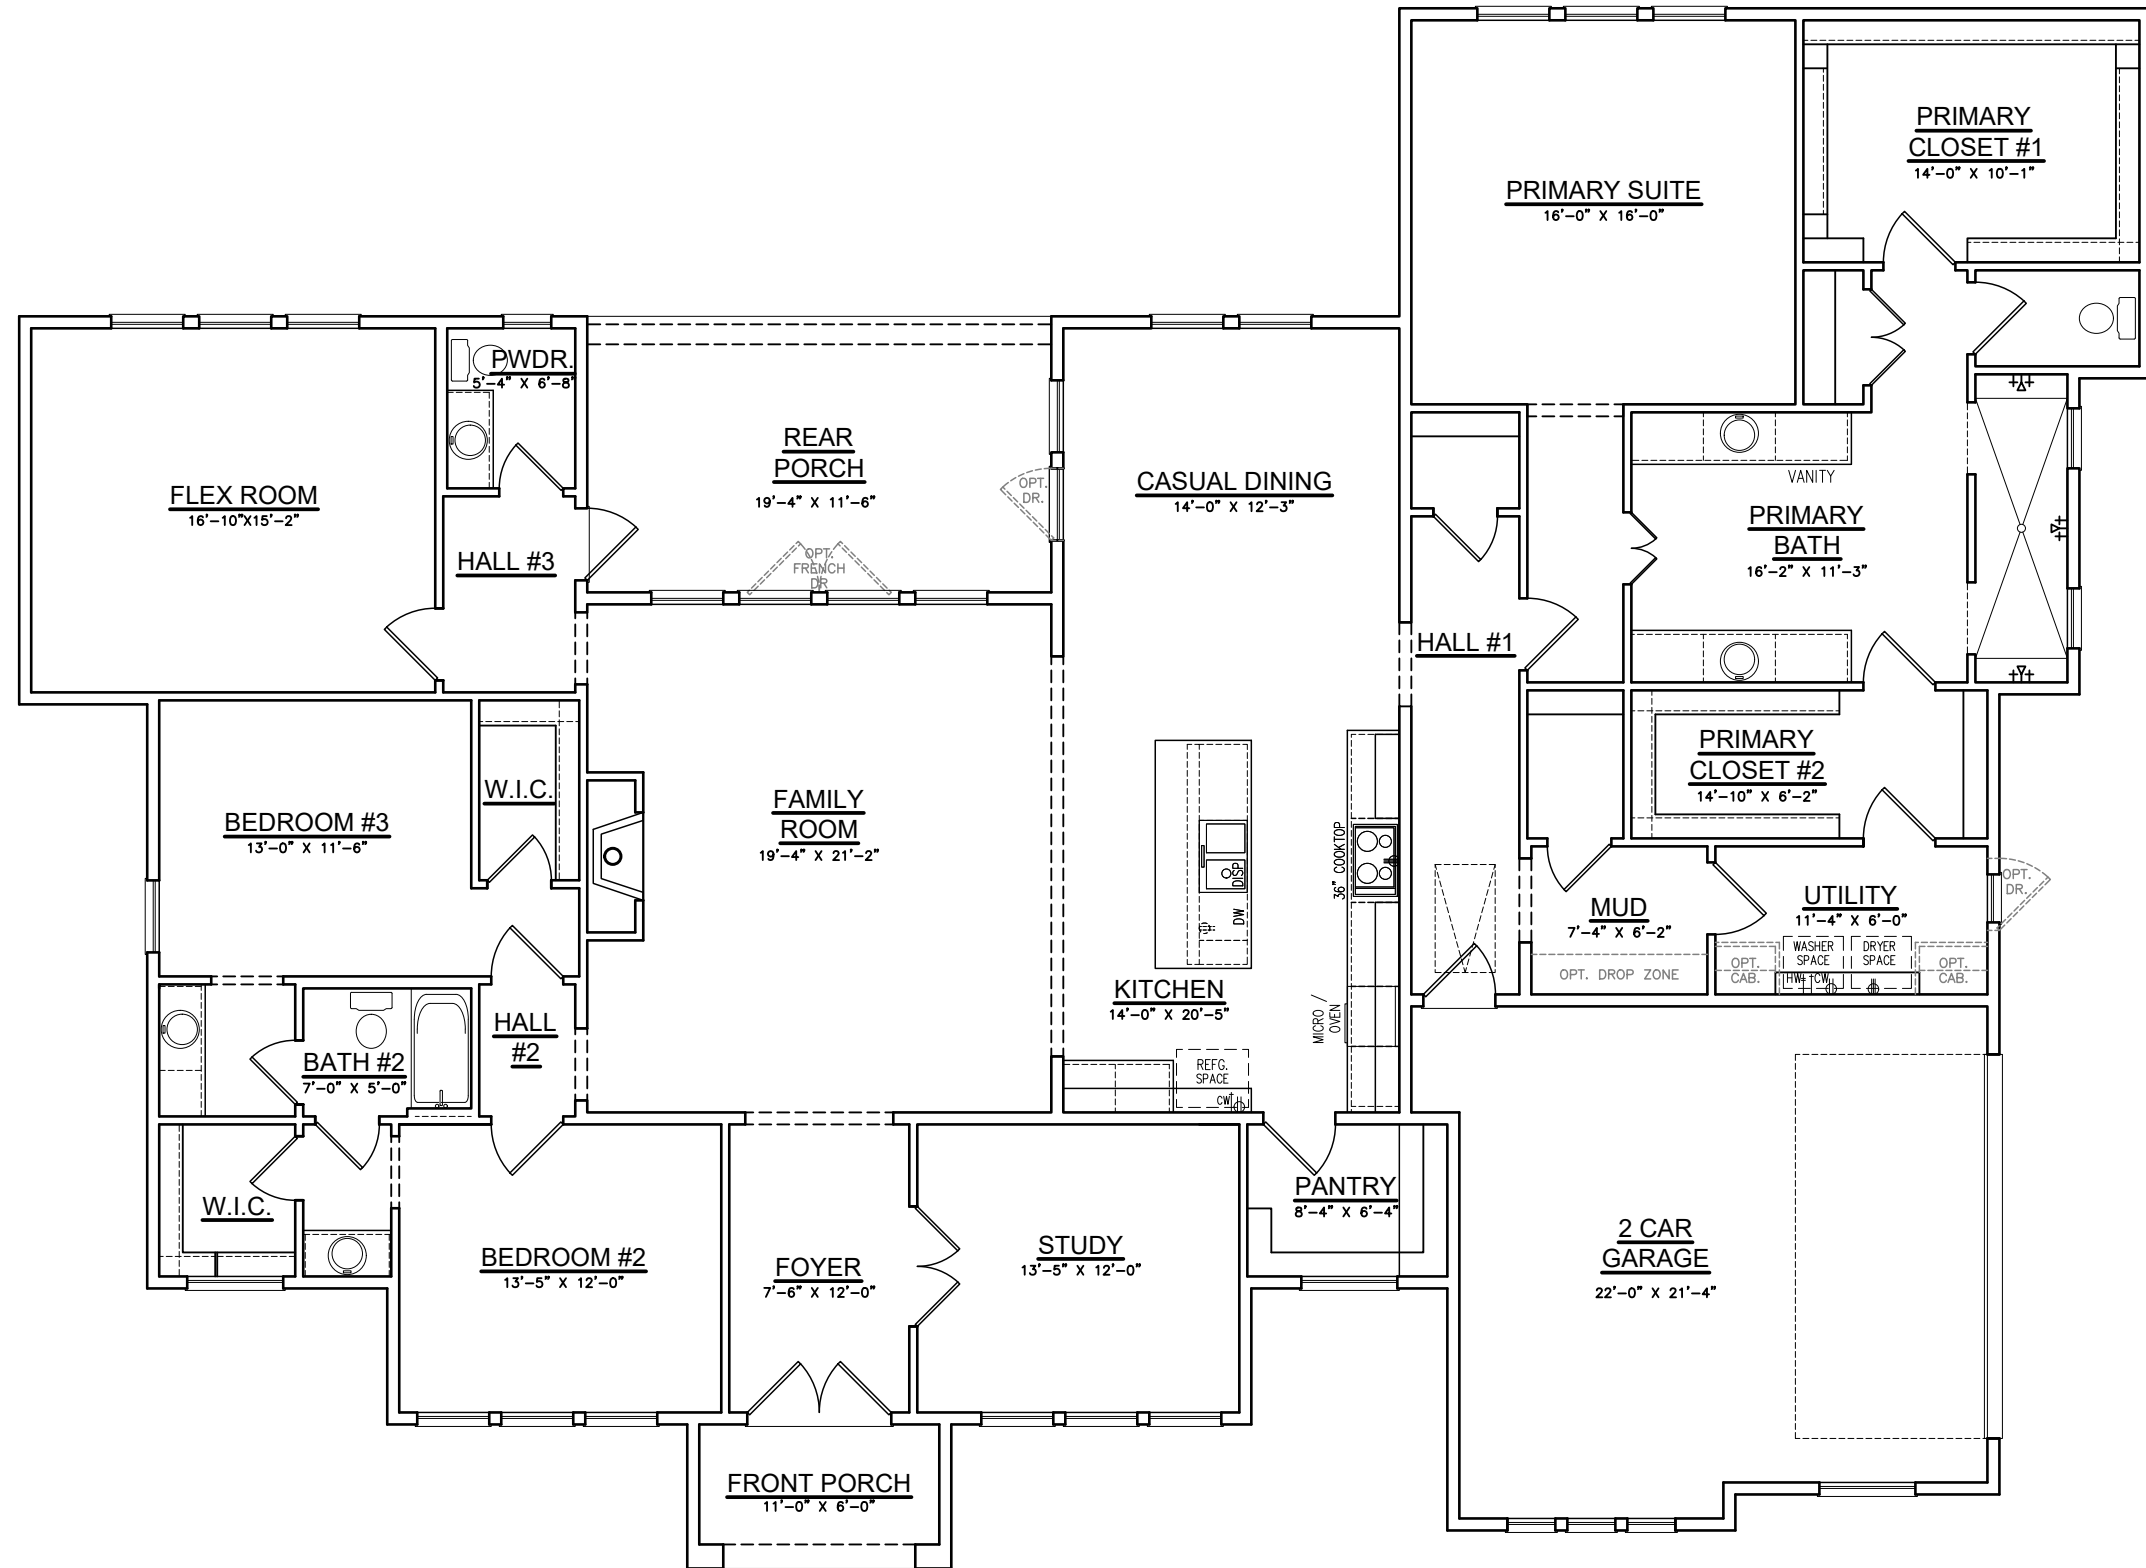 PRIMARY
CLOSET #1
14'-0" X 10'-1"
PRIMARY SUITE
16'-0" X 16'-0"
PWDR.
5'-4" X 6'-8"
REAR
PORCH
19'-4" X 11'-6"
OPT.
DR.
CASUAL DINING
14'-0" X 12'-3"
VANITY
FLEX ROOM
16'-10"X15'-2"
PRIMARY
BATH
16'-2" X 11'-3"
HALL #3
OPT.
FRENCH
DR
HALL #1
PRIMARY
CLOSET #2
14'-10" X 6'-2"
W.I.C.
FAMILY
ROOM
19'-4" X 21'-2"
BEDROOM #3
13'-0" X 11'-6"
36" COOKTOP
DISP
DW
MUD
7'-4" X 6'-2"
UTILITY
11'-4" X 6'-0"
OPT.
DR.
WASHER
SPACE
DRYER
SPACE
OPT. DROP ZONE
OPT.
CAB.
OPT.
CAB.
HW
CW
KITCHEN
14'-0" X 20'-5"
MICRO /
OVEN
HALL
#2
BATH #2
7'-0" X 5'-0"
REFG.
SPACE
CW
PANTRY
8'-4" X 6'-4"
W.I.C.
BEDROOM #2
13'-5" X 12'-0"
FOYER
7'-6" X 12'-0"
STUDY
13'-5" X 12'-0"
2 CAR
GARAGE
22'-0" X 21'-4"
FRONT PORCH
11'-0" X 6'-0"